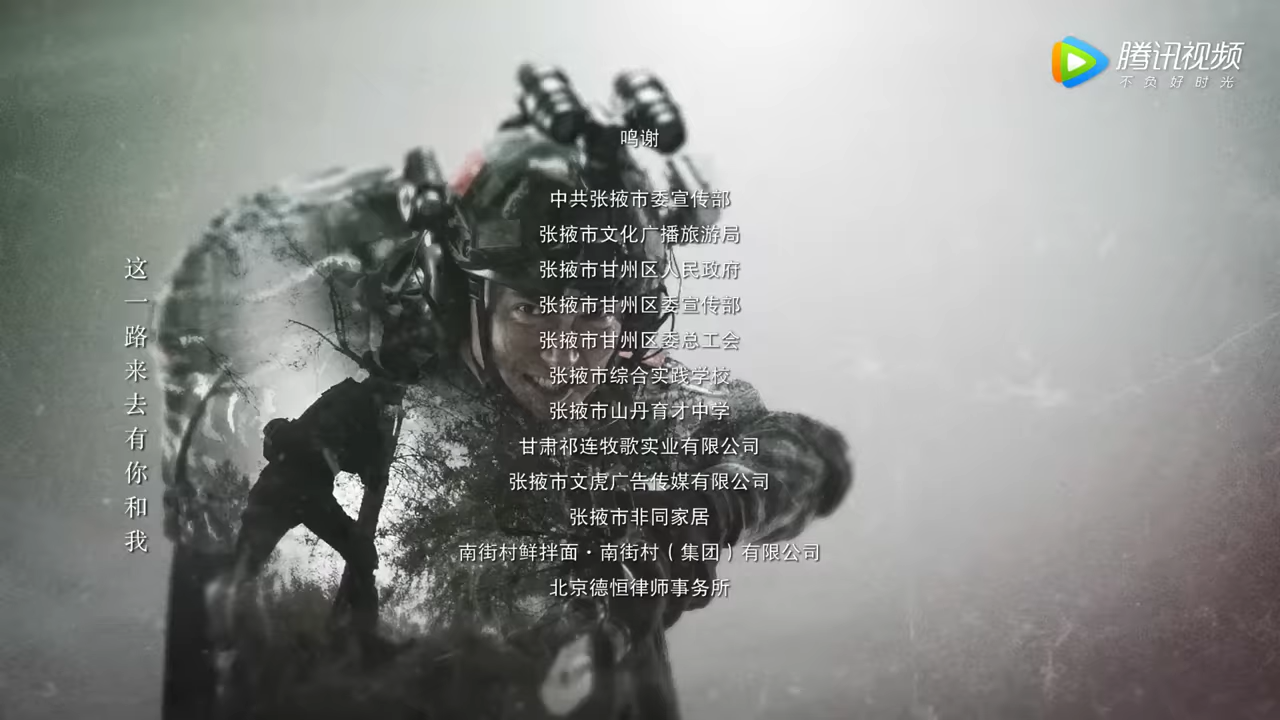 腾讯视频
不负好时光
鸣谢
中共张掖市委宣传部
张掖市文化广播旅游局
张掖市甘州区人民政府
张掖市甘州区委宣传部
张掖市甘州区委总工会
张掖市综合实践学校
张掖市山丹育才中学
甘肃祁连牧歌实业有限公司
张掖市文虎广告传媒有限公司
张掖市非同家居
南街村鲜拌面·南街村（集团）有限公司
北京德恒律师事务所
这一路来去有你和我